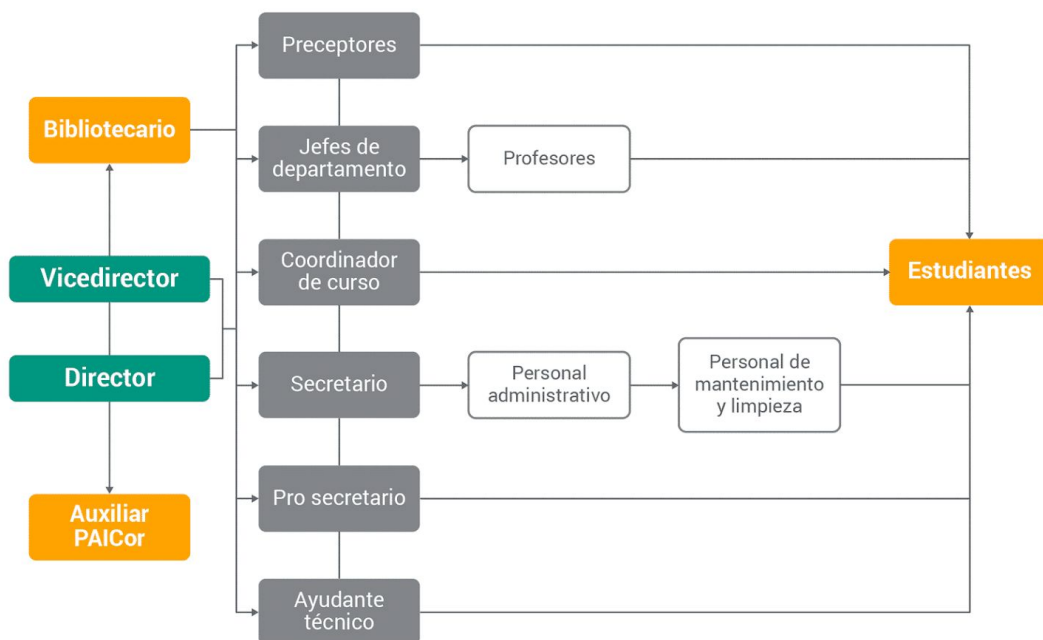 Preceptores
Bibliotecario
Jefes de
departamento
Profesores
Vicedirector
Coordinador
de curso
Estudiantes
Director
Secretario
Personal
administrativo
Personal de
mantenimiento
y limpieza
Auxiliar
PAICor
Pro secretario
Ayudante
técnico